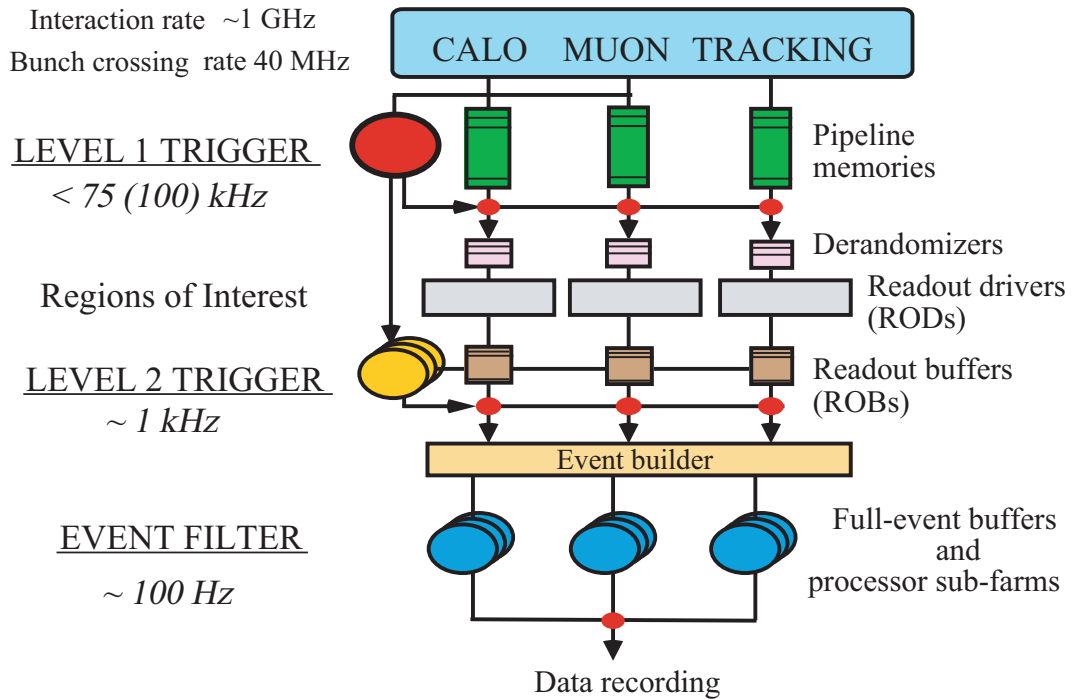 Interaction rate ~1 GHz
Bunch crossing rate 40 MHz
CALO MUON TRACKING
LEVEL 1 TRIGGER
< 75 (100) kHz
Pipeline
memories
Derandomizers
Regions of Interest
Readout drivers
(RODs)
LEVEL 2 TRIGGER
~ 1 kHz
Readout buffers
(ROBs)
Event builder
EVENT FILTER
~ 100 Hz
Full-event buffers
and
processor sub-farms
Data recording